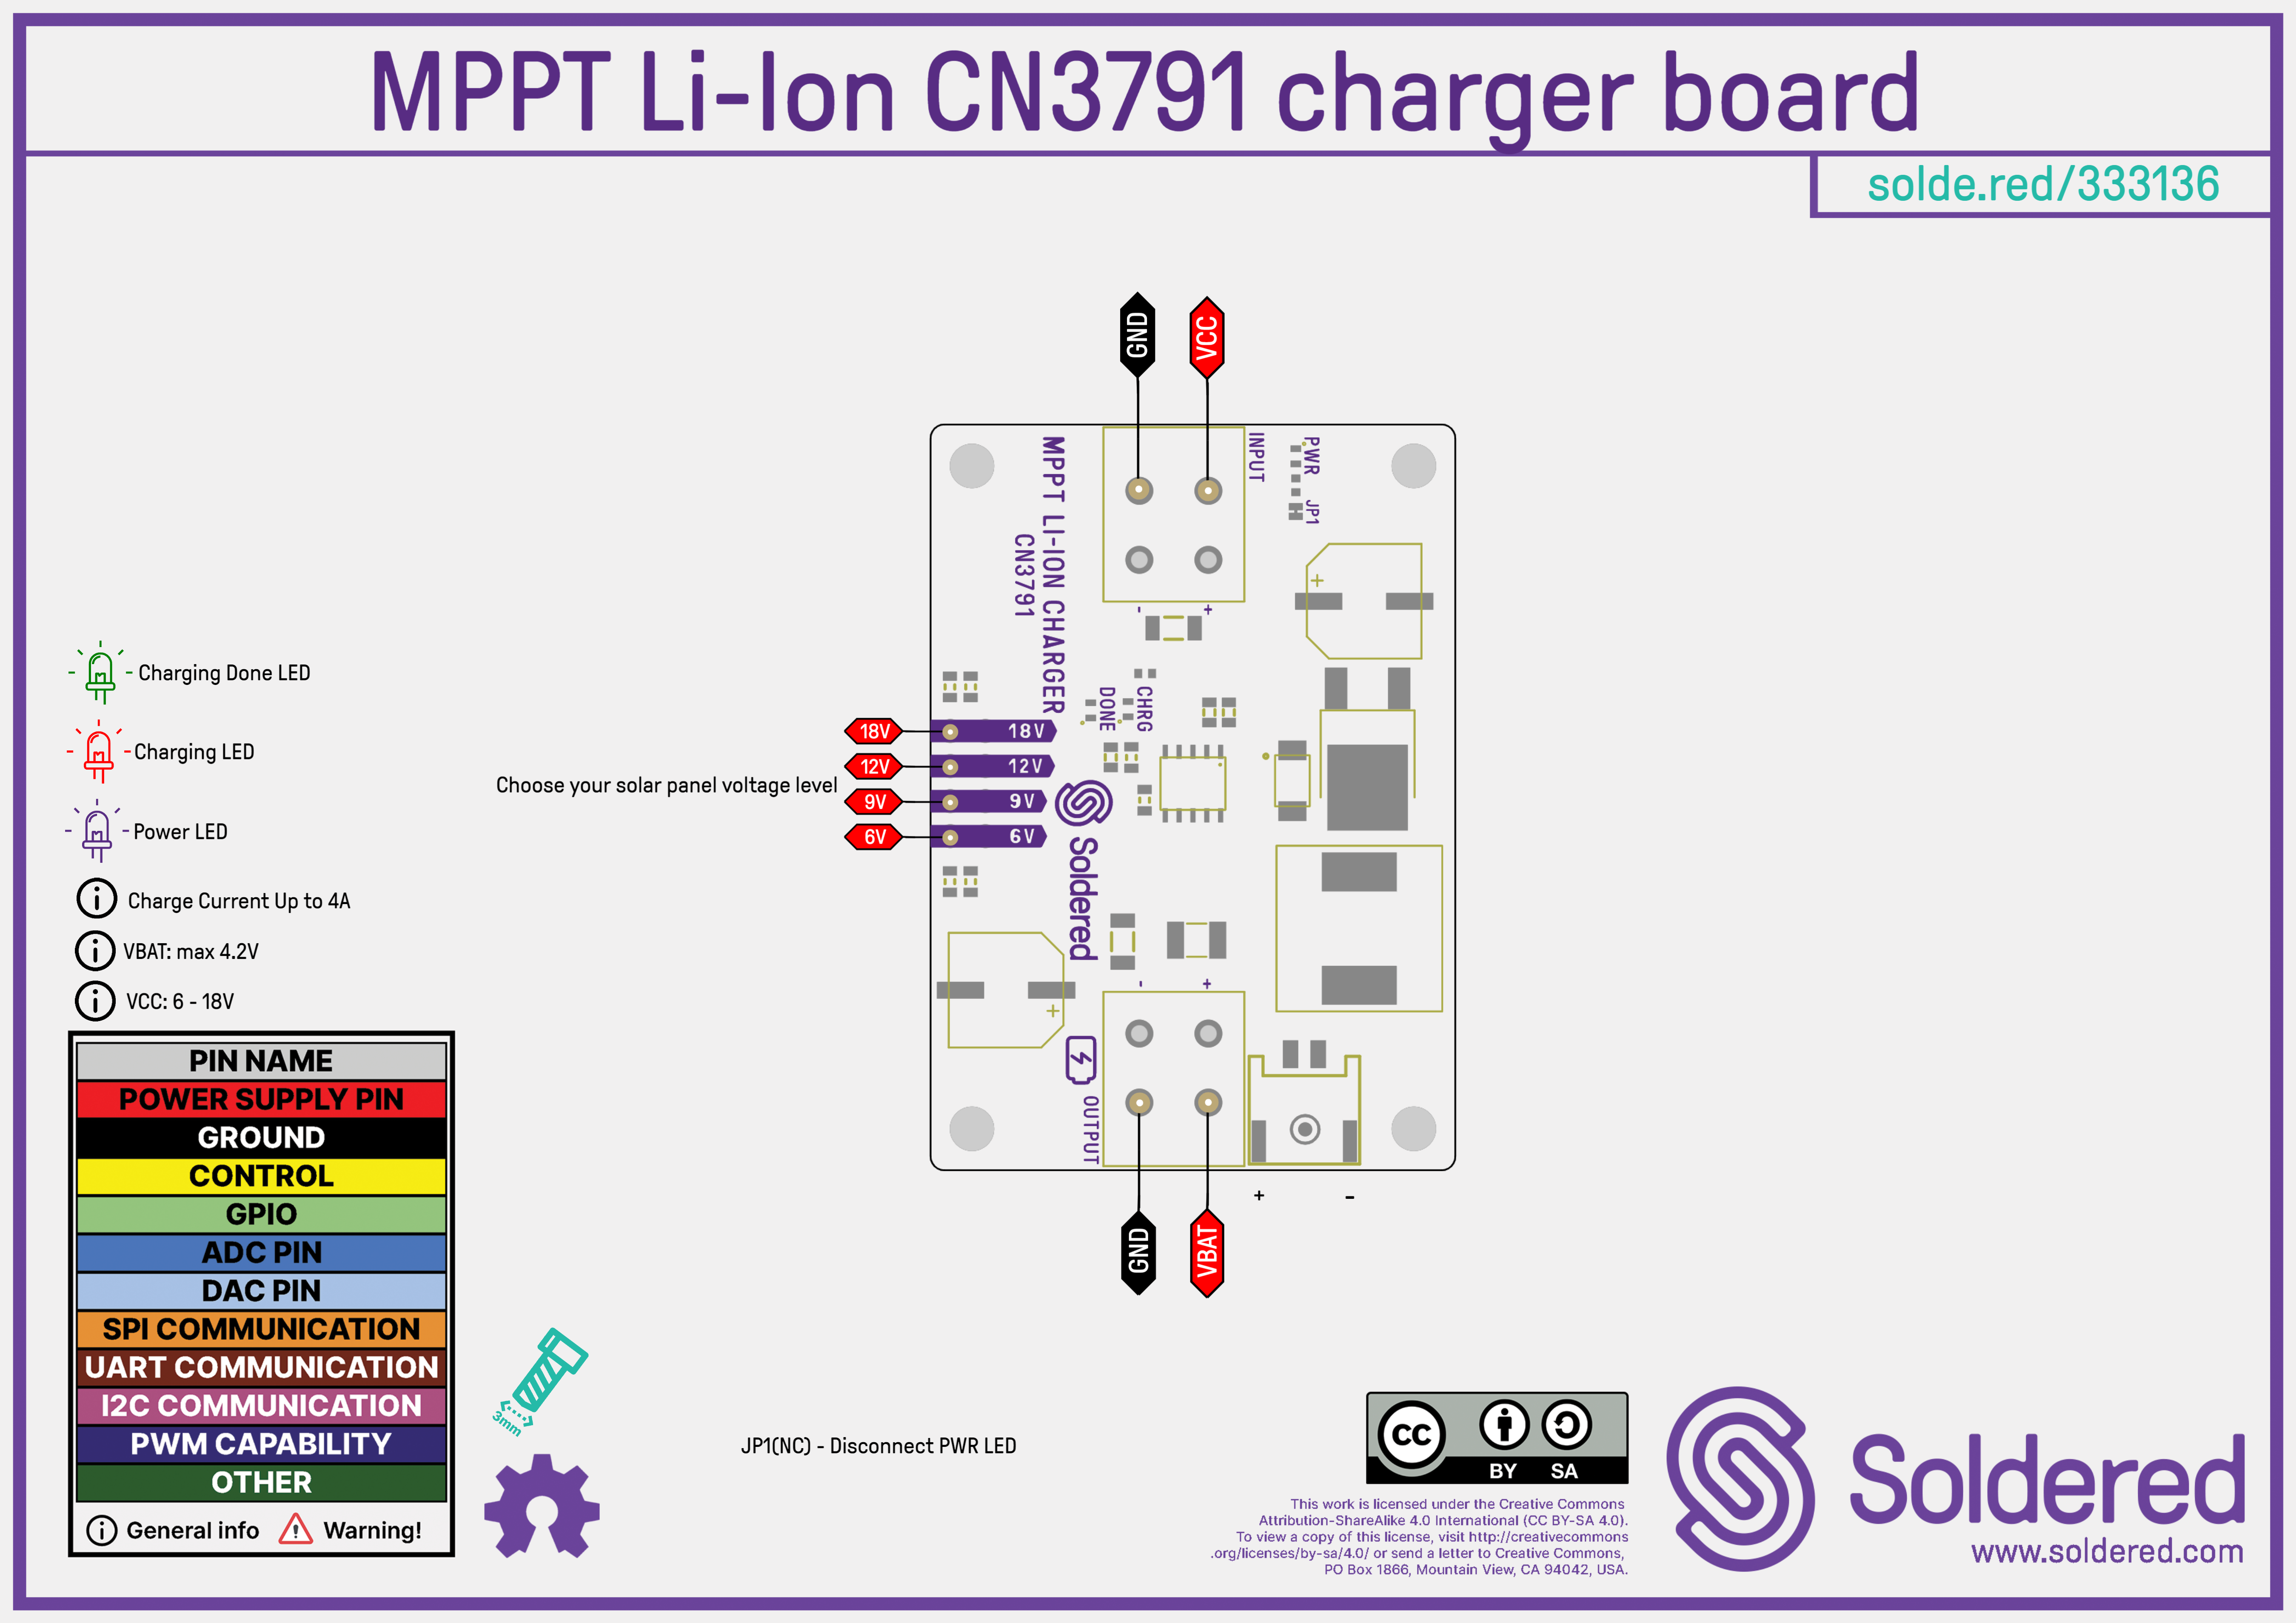 MPPT Li-Ion CN3791 charger board
solde.red/333136
GND
VCC
INPUT
PWR
JP1
MPPT LI-ION CHARGER
CN3791
- +
+
DONE
CHRG
18V
18V
12V
12V
9V
9V
6V
6V
Choose your solar panel voltage level
Soldered
- +
+
OUTPUT
+ -
GND
VBAT
Charging Done LED
Charging LED
Power LED
Charge Current Up to 4A
VBAT: max 4.2V
VCC: 6 - 18V
PIN NAME
POWER SUPPLY PIN
GROUND
CONTROL
GPIO
ADC PIN
DAC PIN
SPI COMMUNICATION
UART COMMUNICATION
I2C COMMUNICATION
PWM CAPABILITY
OTHER
General info
Warning!
3mm
JP1(NC) - Disconnect PWR LED
CC
BY SA
This work is licensed under the Creative Commons
Attribution-ShareAlike 4.0 International (CC BY-SA 4.0).
To view a copy of this license, visit http://creativecommons
.org/licenses/by-sa/4.0/ or send a letter to Creative Commons,
PO Box 1866, Mountain View, CA 94042, USA.
Soldered
www.soldered.com